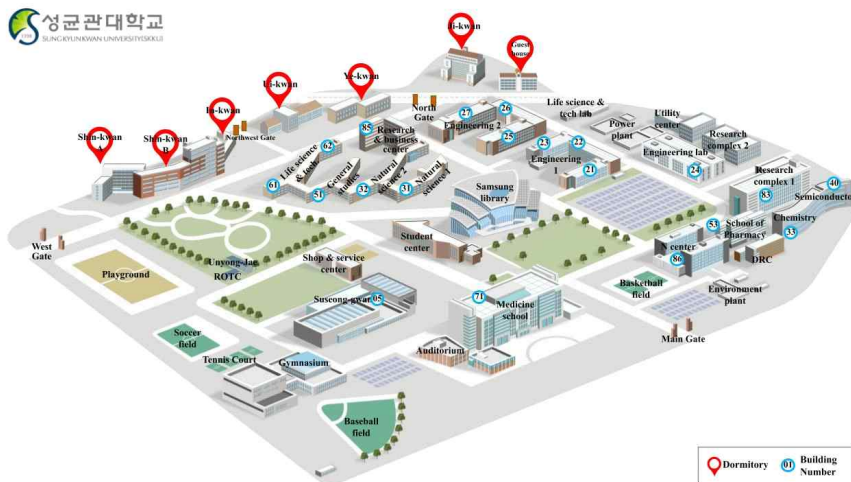 성균관대학교
SUNGKYUNKWAN UNIVERSITY(SKKU)
Ji-kwan
Guest
house
Ui-kwan
Ye-kwan
In-kwan
Shin-kwan
A
Shin-kwan
B
Northwest Gate
North
Gate
85
Research
& business
center
62
Life science
& tech
61
51
General
studies
32
Natural
science 2
31
Natural
science 1
27
26
Engineering 2
25
23
22
Engineering
1
21
Life science &
tech lab
Power
plant
Utility
center
Research
complex 2
Engineering lab
24
Research
complex 1
83
40
Semiconductor
Chemistry
33
53
School of
Pharmacy
N center
86
DRC
Samsung
library
Student
center
West
Gate
Playground
Unyong-Jae
ROTC
Shop & service
center
Suseong-gwan
05
71
Medicine
school
Basketball
field
Environment
plant
Main Gate
Soccer
field
Tennis Court
Gymnasium
Auditorium
Baseball
field
Dormitory
01
Building
Number